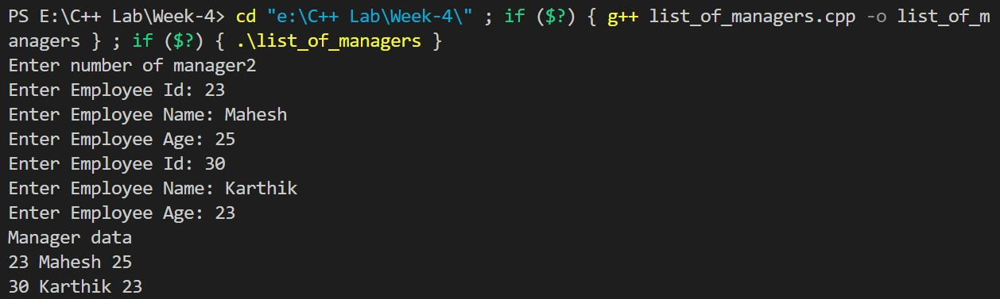 PS E:\C++ Lab\Week-4> cd "e:\C++ Lab\Week-4\" ; if ($?) { g++ list_of_managers.cpp -o list_of_m
anagers } ; if ($?) { .\list_of_managers }
Enter number of manager2
Enter Employee Id: 23
Enter Employee Name: Mahesh
Enter Employee Age: 25
Enter Employee Id: 30
Enter Employee Name: Karthik
Enter Employee Age: 23
Manager data
23 Mahesh 25
30 Karthik 23